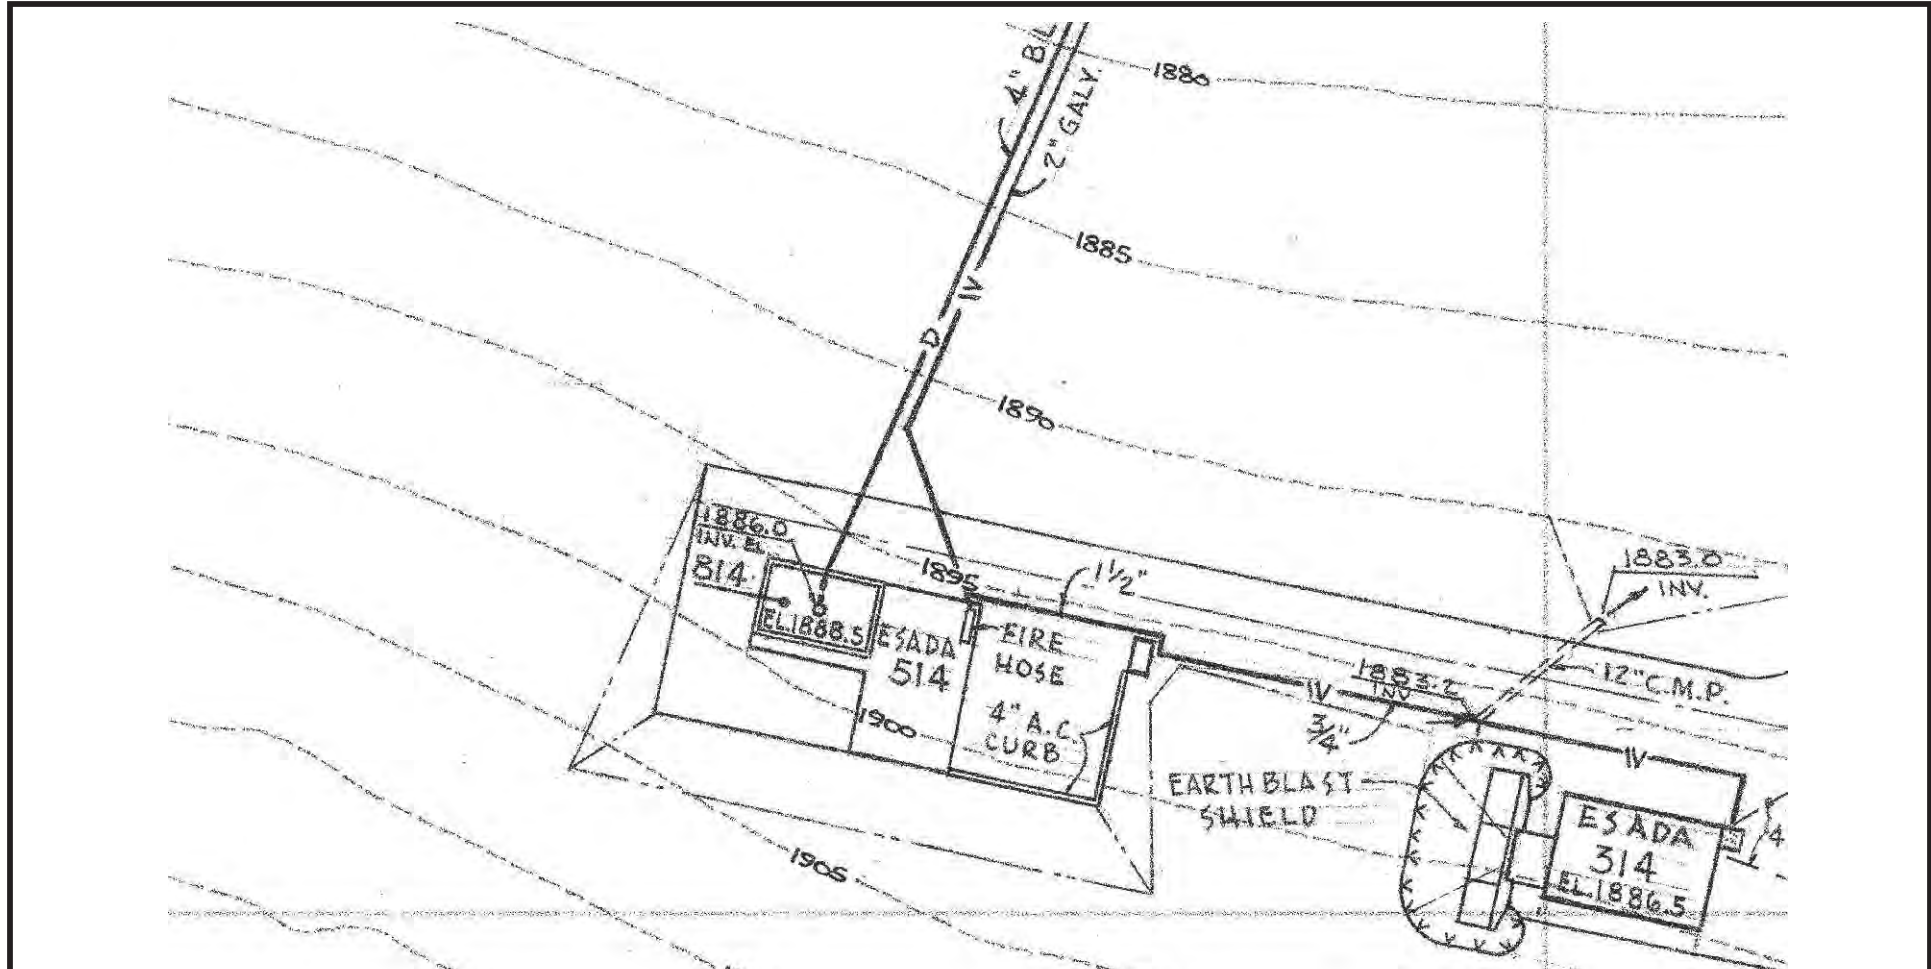 4" BL
2" GALV.
1880
1885
IV
D
1890
1886.0
INV. EL.
814
EL.1888.5
1895
1½"
ESADA
514
FIRE
HOSE
4" A.C.
CURB
1900
1883.0
INV.
1883.2
INV
12" C.M.P.
IV
3/4"
IV
EARTH BLAST
SHIELD
ESADA
314
EL.1886.5
4
1905